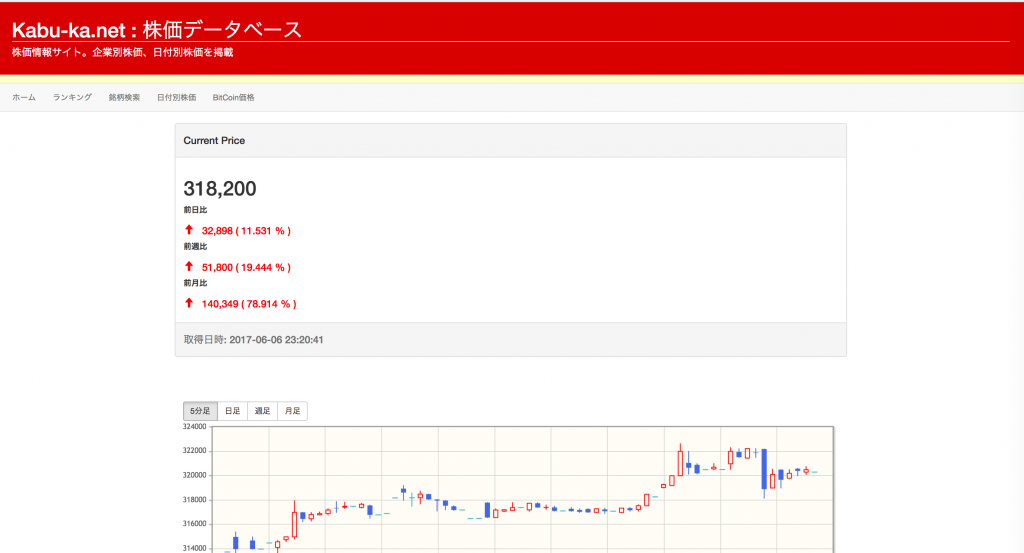 Kabu-ka.net : 株価データベース
株価情報サイト。企業別株価、日付別株価を掲載
ホーム ランキング 銘柄検索 日付別株価 BitCoin価格
Current Price
318,200
前日比
32,898 ( 11.531 % )
前週比
51,800 ( 19.444 % )
前月比
140,349 ( 78.914 % )
取得日時: 2017-06-06 23:20:41
5分足 日足 週足 月足
324000
322000
320000
318000
316000
314000